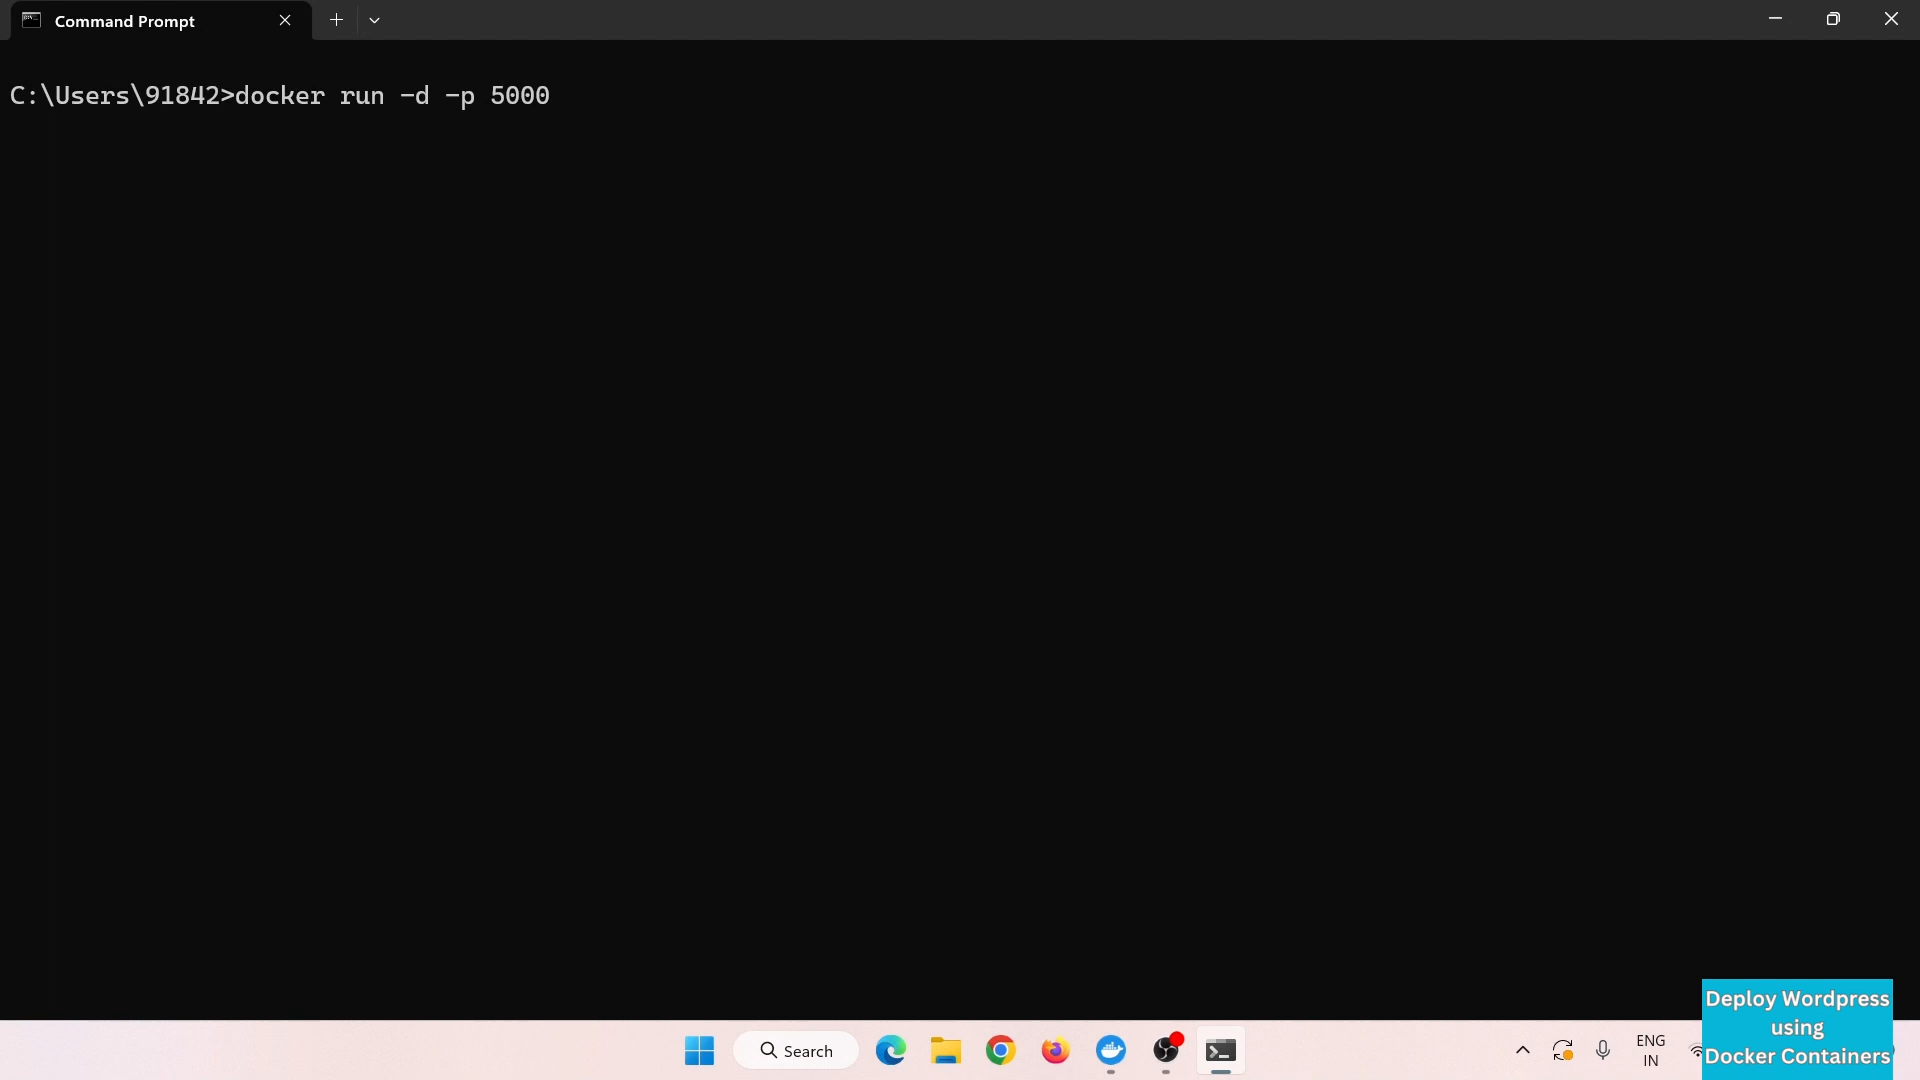 Command Prompt
C:\Users\91842>docker run -d -p 5000
Search
ENG
IN
Deploy Wordpress
using
Docker Containers